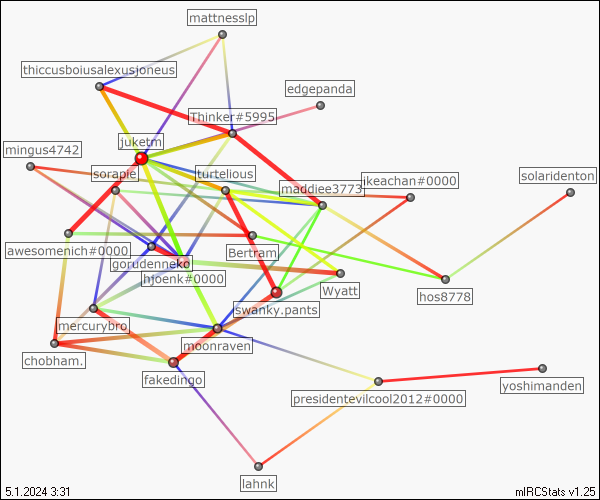 mattnesslp
thiccusboiusalexusjoneus
edgepanda
Thinker#5995
juketm
mingus4742
sorapie
turtelious
maddiee3773
ikeachan#0000
solaridenton
awesomenich#0000
Bertram
gorudenneko
hjoenk#0000
Wyatt
hos8778
swanky.pants
mercurybro
moonraven
chobham.
fakedingo
presidentevilcool2012#0000
yoshimanden
lahnk
5.1.2024 3:31
mIRCStats v1.25